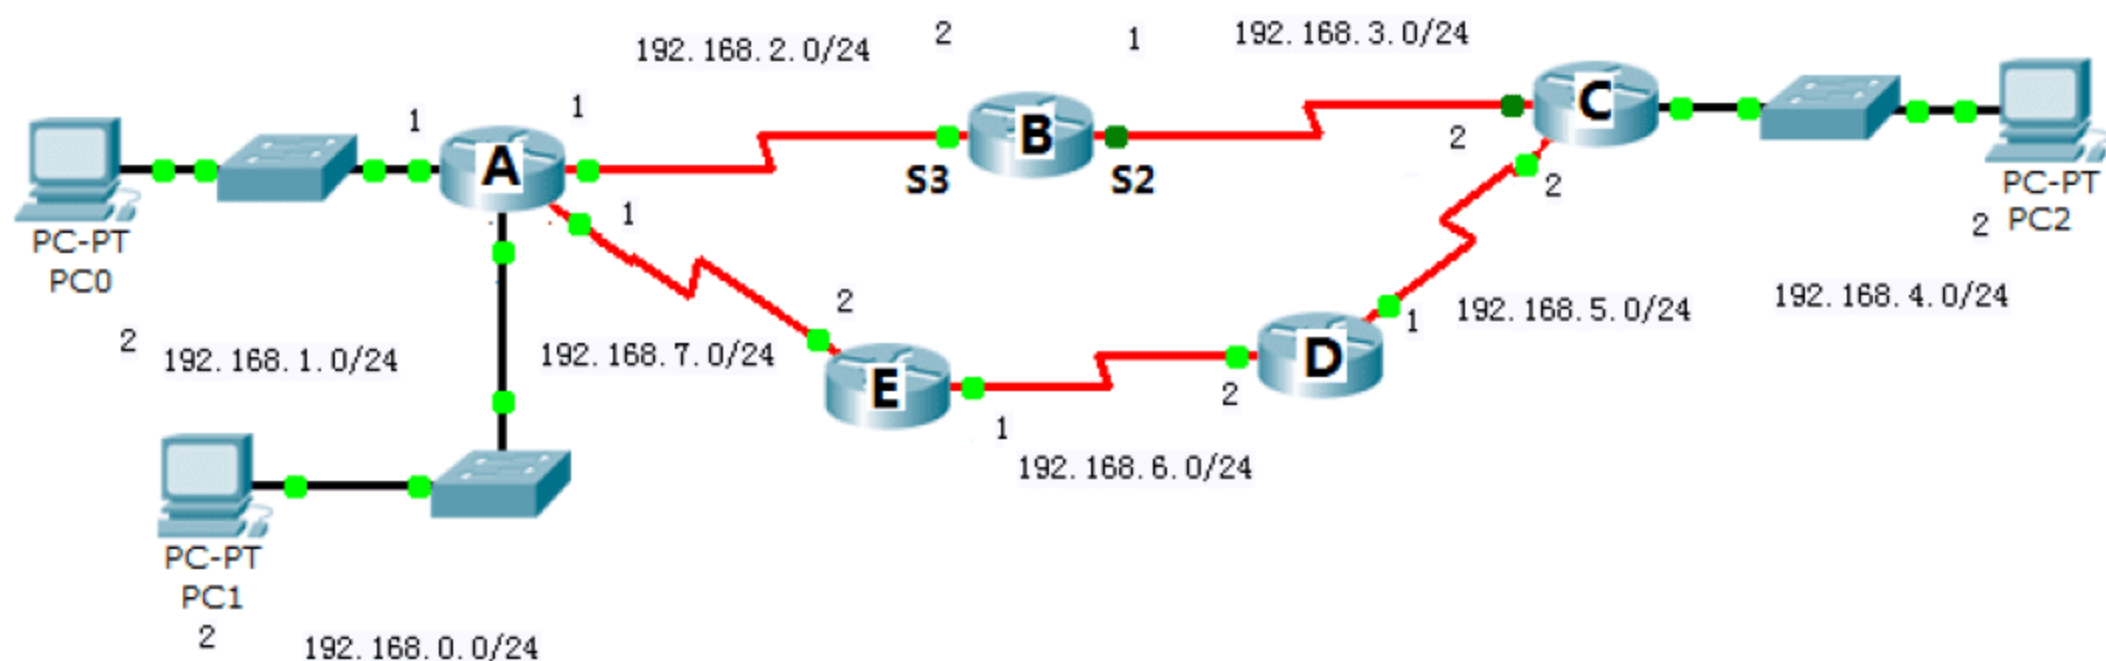 192.168.2.0/24
2
1
192.168.3.0/24
1
1
A
B
C
2
S3
S2
2
PC-PT
PC0
1
PC-PT
PC2
2
2
192.168.1.0/24
192.168.7.0/24
2
E
D
1
192.168.5.0/24
192.168.4.0/24
2
1
192.168.6.0/24
PC-PT
PC1
2
192.168.0.0/24